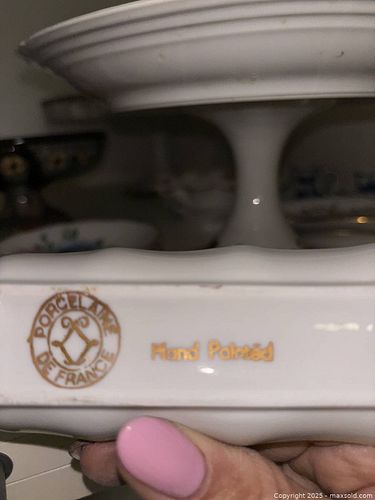 PORCELAINE
DE FRANCE
Hand Painted
Copyright 2025 - maxsold.com